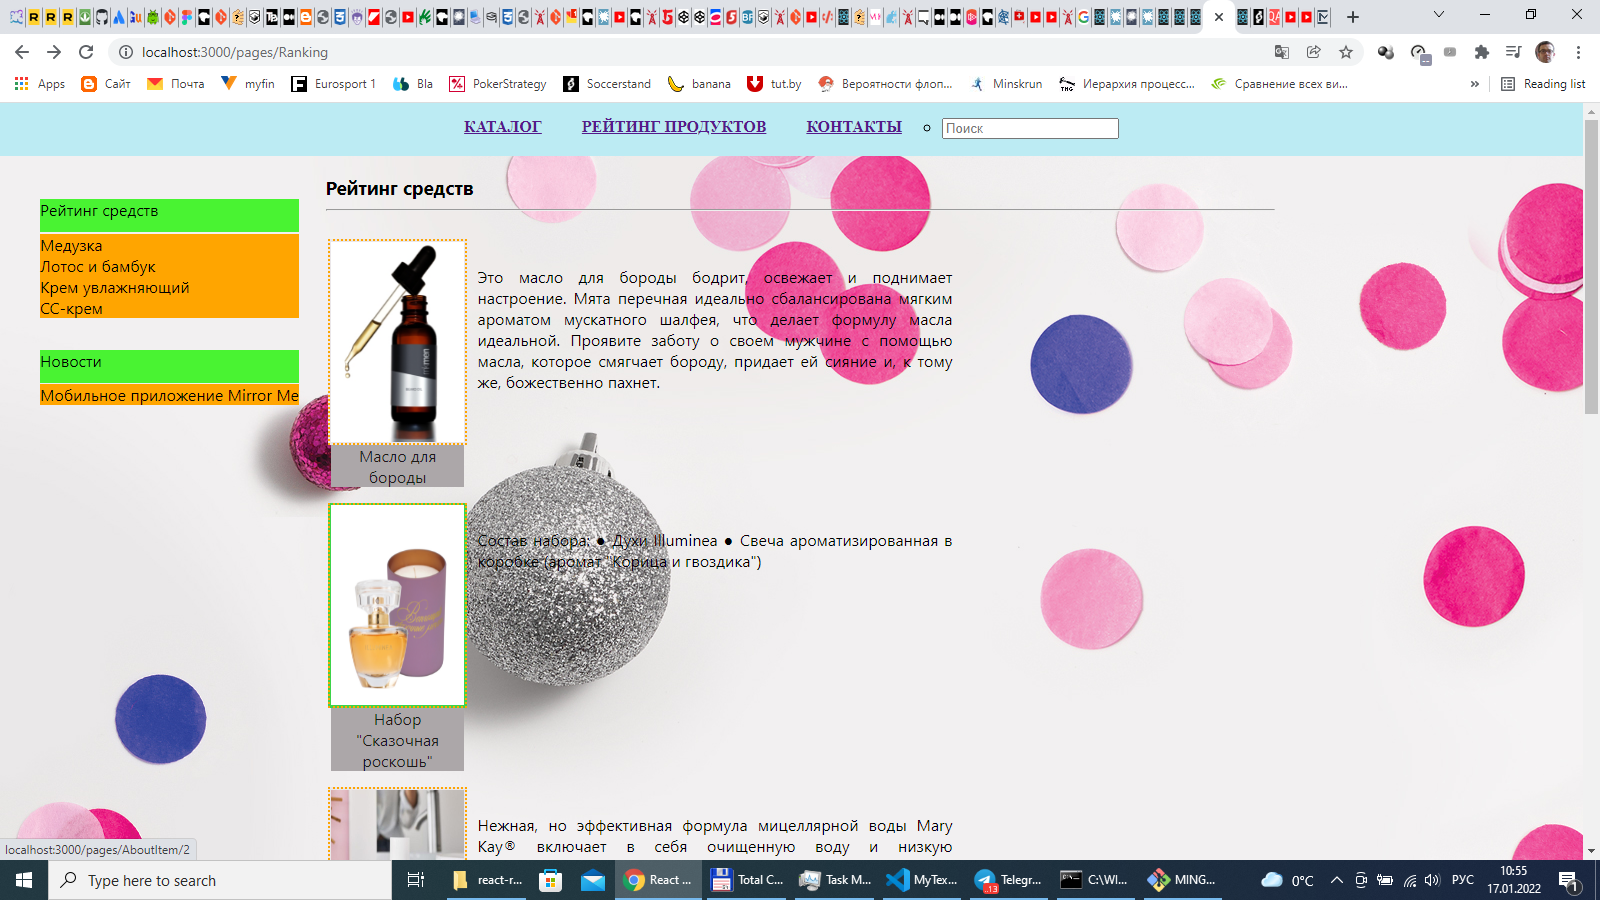 localhost:3000/pages/Ranking
Apps
Сайт
Почта
myfin
Eurosport 1
Bla
PokerStrategy
Soccerstand
banana
tut.by
Вероятности флоп...
Minskrun
Иерархия процесс...
Сравнение всех ви...
»
Reading list
КАТАЛОГ
РЕЙТИНГ ПРОДУКТОВ
КОНТАКТЫ
Поиск
Рейтинг средств
Медузка
Лотос и бамбук
Крем увлажняющий
СС-крем
Новости
Мобильное приложение Mirror Me
Рейтинг средств
Это масло для бороды бодрит, освежает и поднимает
настроение. Мята перечная идеально сбалансирована мягким
ароматом мускатного шалфея, что делает формулу масла
идеальной. Проявите заботу о своем мужчине с помощью
масла, которое смягчает бороду, придает ей сияние и, к тому
же, божественно пахнет.
Масло для
бороды
Состав набора: ● Духи Illuminea ● Свеча ароматизированная в
коробке (аромат "Корица и гвоздика")
Набор
"Сказочная
роскошь"
Нежная, но эффективная формула мицеллярной воды Mary
Kay® включает в себя очищенную воду и низкую
localhost:3000/pages/AboutItem/2
Type here to search
react-r...
React ...
Total C...
Task M...
MyTex...
.13
Telegr...
C:\WI...
MING...
0°C
РУС
10:55
17.01.2022
1